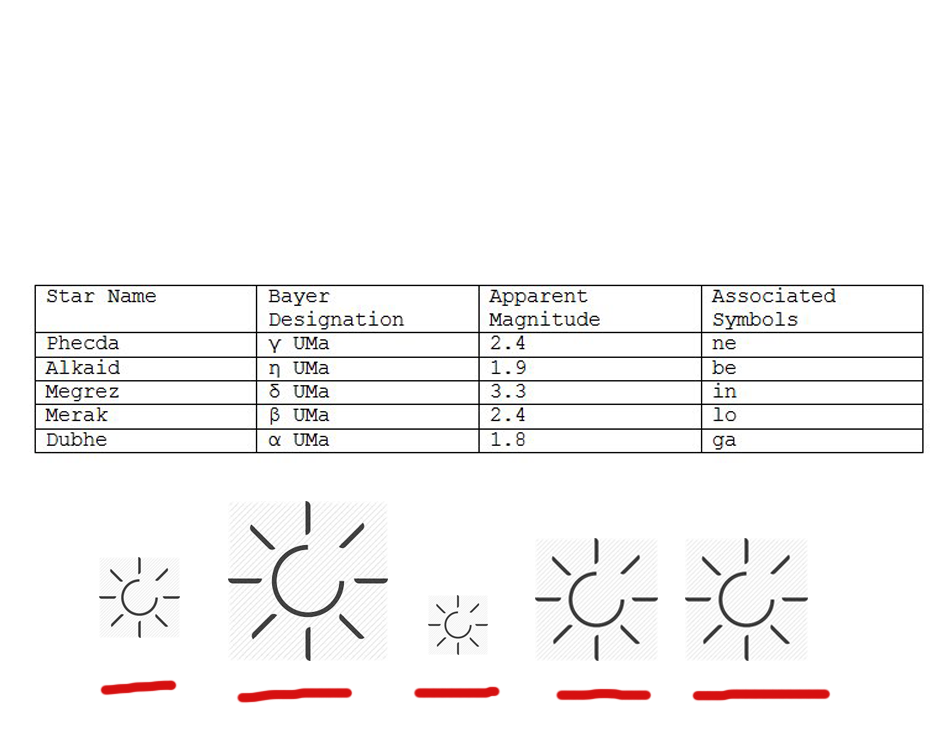 Star Name Bayer Designation Apparent Magnitude Associated Symbols
Phecda γ UMa 2.4 ne
Alkaid η UMa 1.9 be
Megrez δ UMa 3.3 in
Merak β UMa 2.4 lo
Dubhe α UMa 1.8 ga